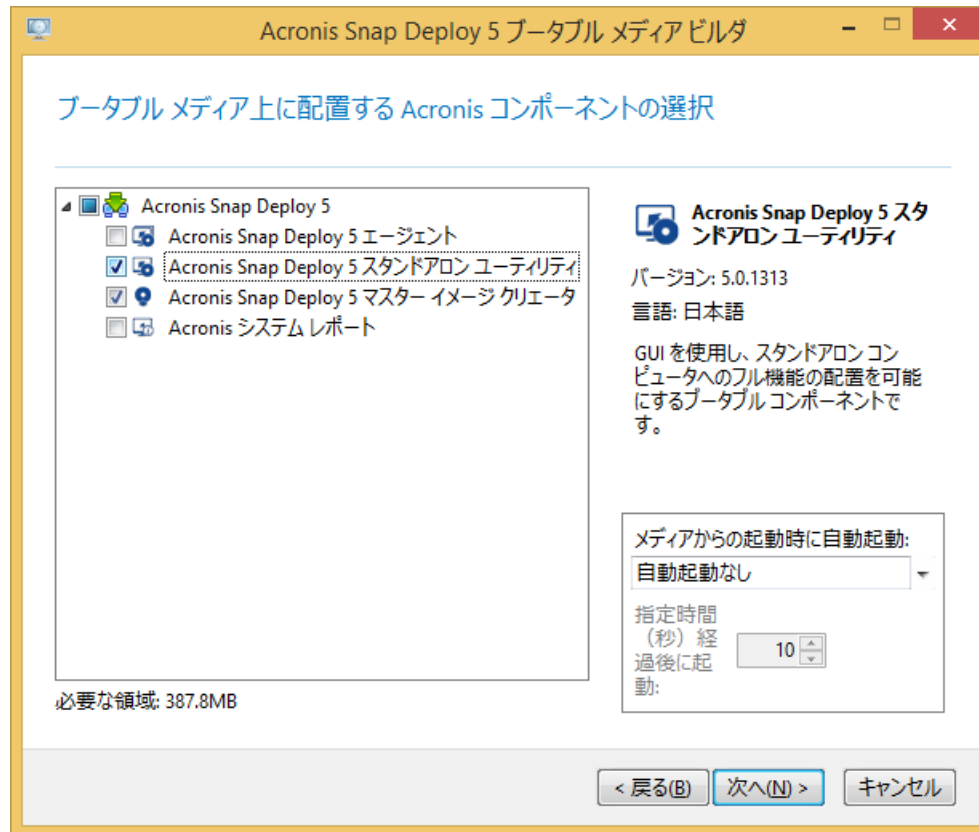 Acronis Snap Deploy 5 ブータブル メディア ビルダ
ブータブル メディア上に配置する Acronis コンポーネントの選択
Acronis Snap Deploy 5
Acronis Snap Deploy 5 エージェント
Acronis Snap Deploy 5 スタンドアロン ユーティリティ
Acronis Snap Deploy 5 マスター イメージ クリエータ
Acronis システム レポート
必要な領域: 387.8MB
Acronis Snap Deploy 5 スタ
ンドアロン ユーティリティ
バージョン: 5.0.1313
言語: 日本語
GUI を使用し、スタンドアロン コン
ピュータへのフル機能の配置を可能
にするブータブル コンポーネントで
す。
メディアからの起動時に自動起動:
自動起動なし
指定時間
（秒）経
過後に起
動:
10
< 戻る(B)
次へ(N) >
キャンセル